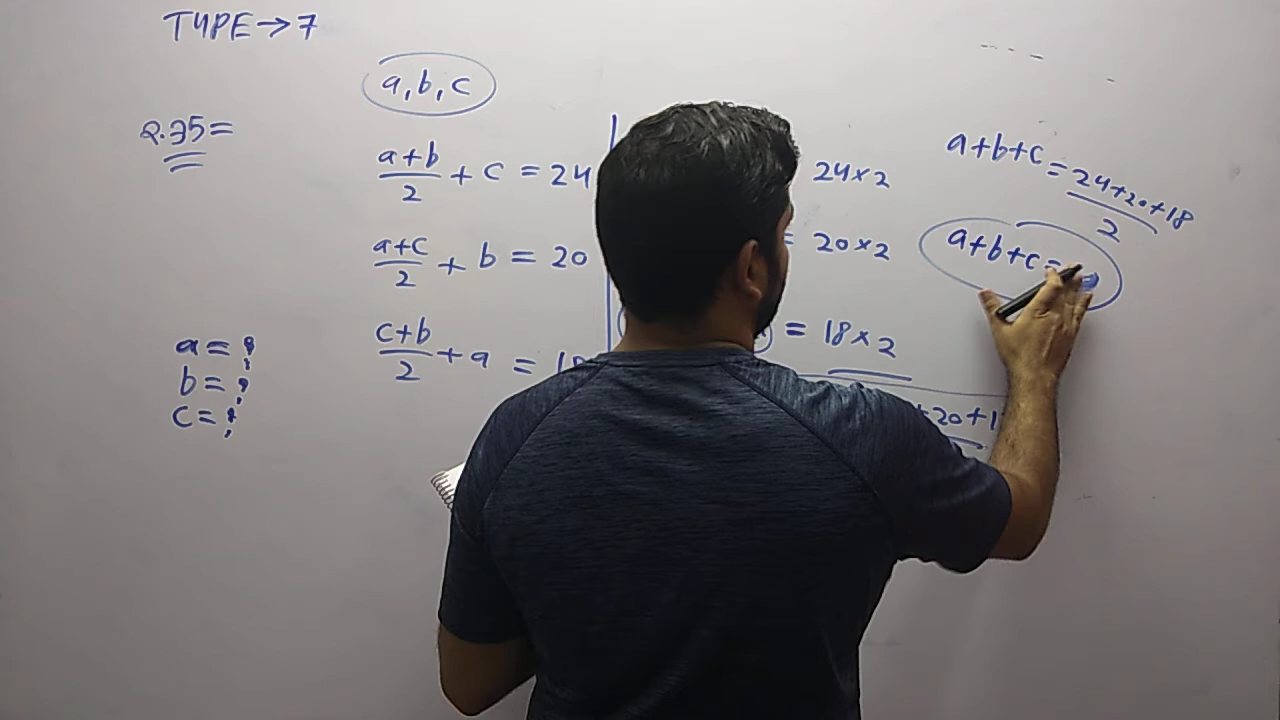 TYPE→7
a, b, c
Q.35=
a+b/2 + c = 24
24×2
a+b+c = 24+20+18/2
a+c/2 + b = 20
= 20×2
a+b+c =
c+b/2 + a = 18
= 18×2
a = ?
b = ?
c = ?
+20+1